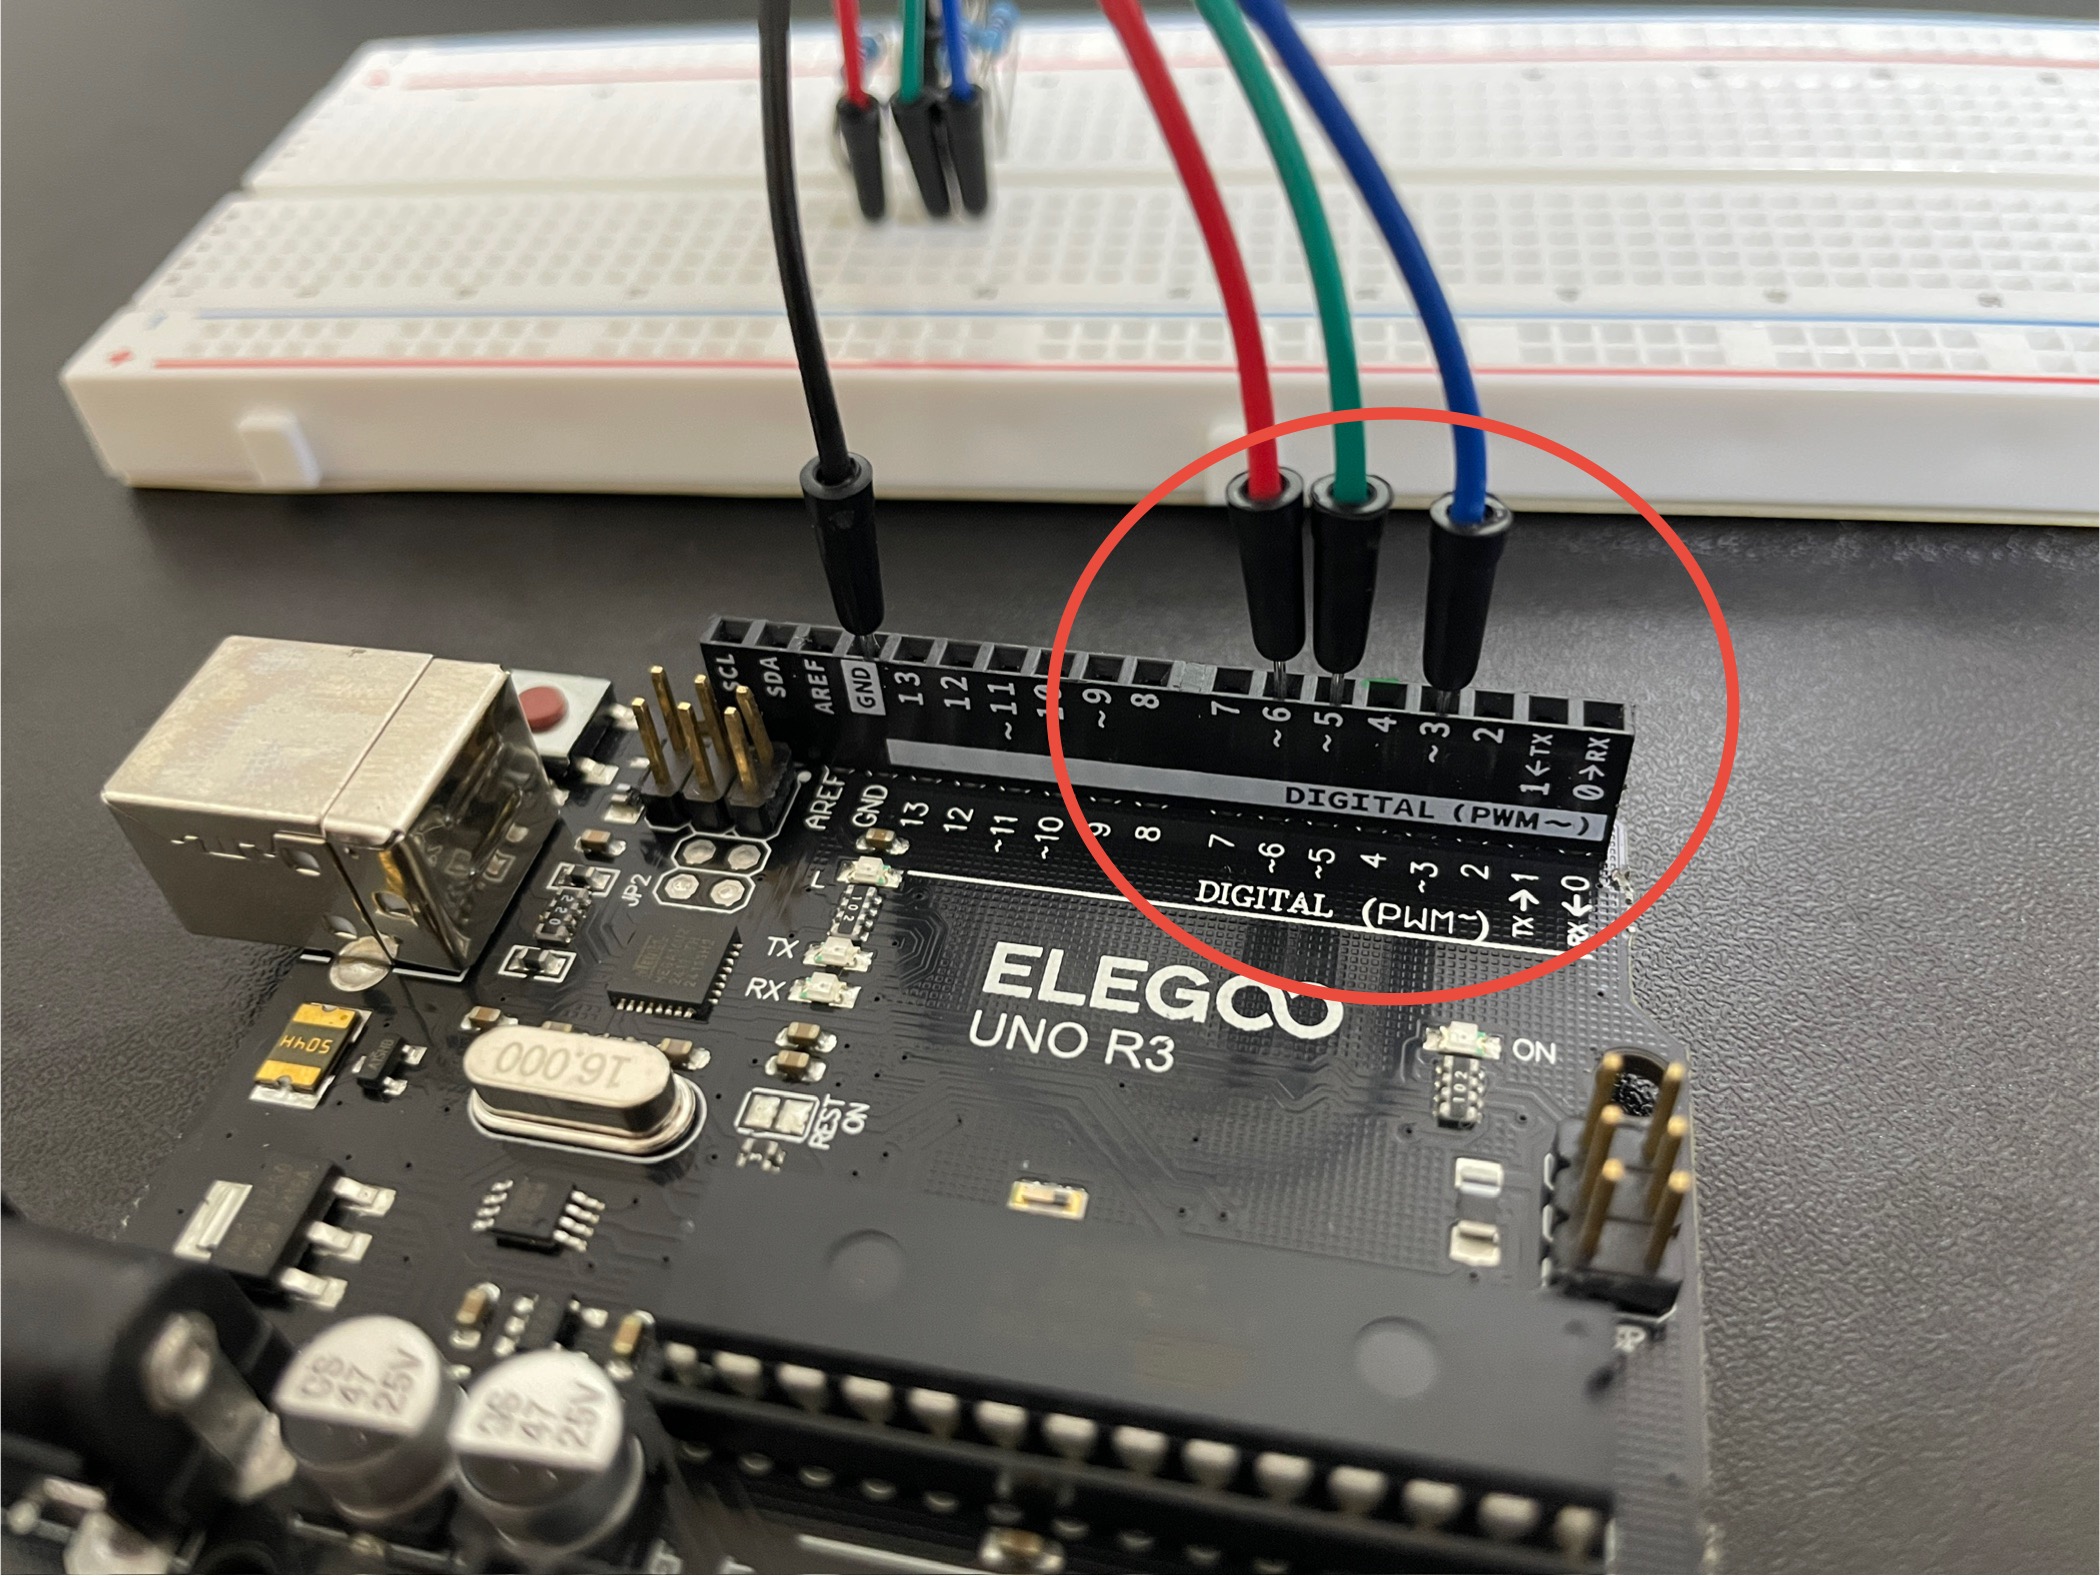 SCL SDA AREF GND 13 12 ~11 10 ~9 8 7 ~6 ~5 4 ~3 2 1←TX 0→RX
DIGITAL (PWM~)
AREF GND 13 12 ~11 ~10 9 8 7 ~6 ~5 4 ~3 2 TX→1 RX←0
DIGITAL (PWM~)
L
TX
RX
JP2
ELEGOO
UNO R3
ON
102
504H
16.000
REST
ON
47
25V
47
25V